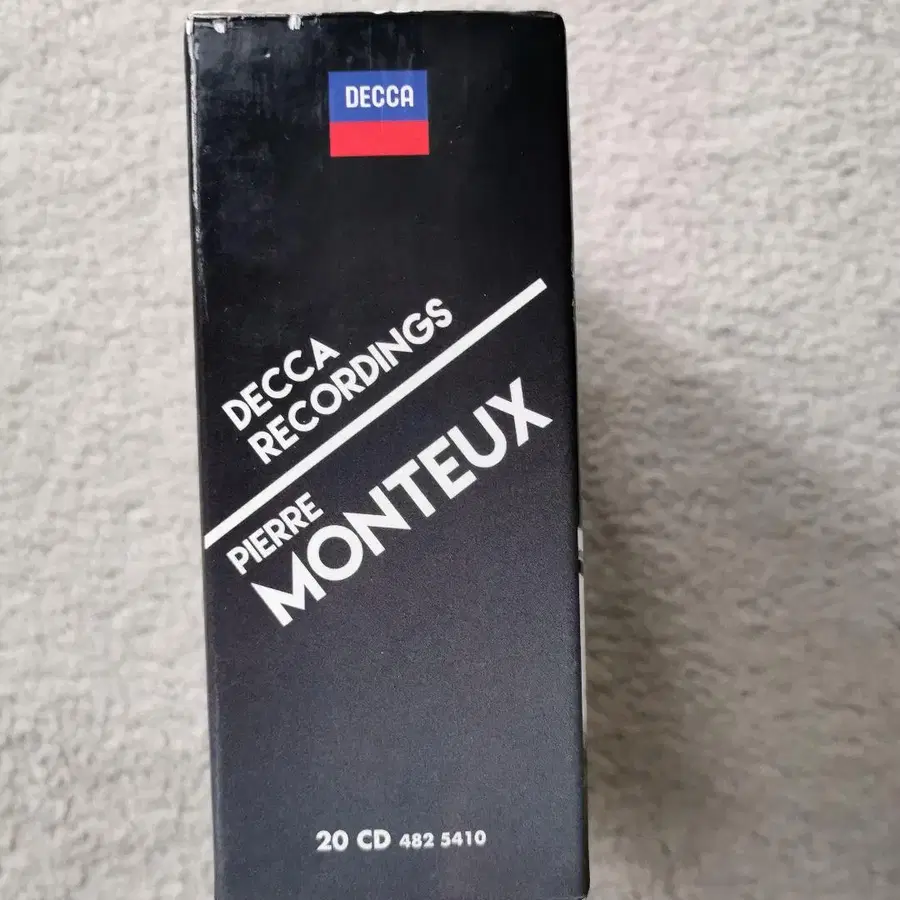 DECCA
DECCA
RECORDINGS
PIERRE
MONTEUX
20 CD 482 5410